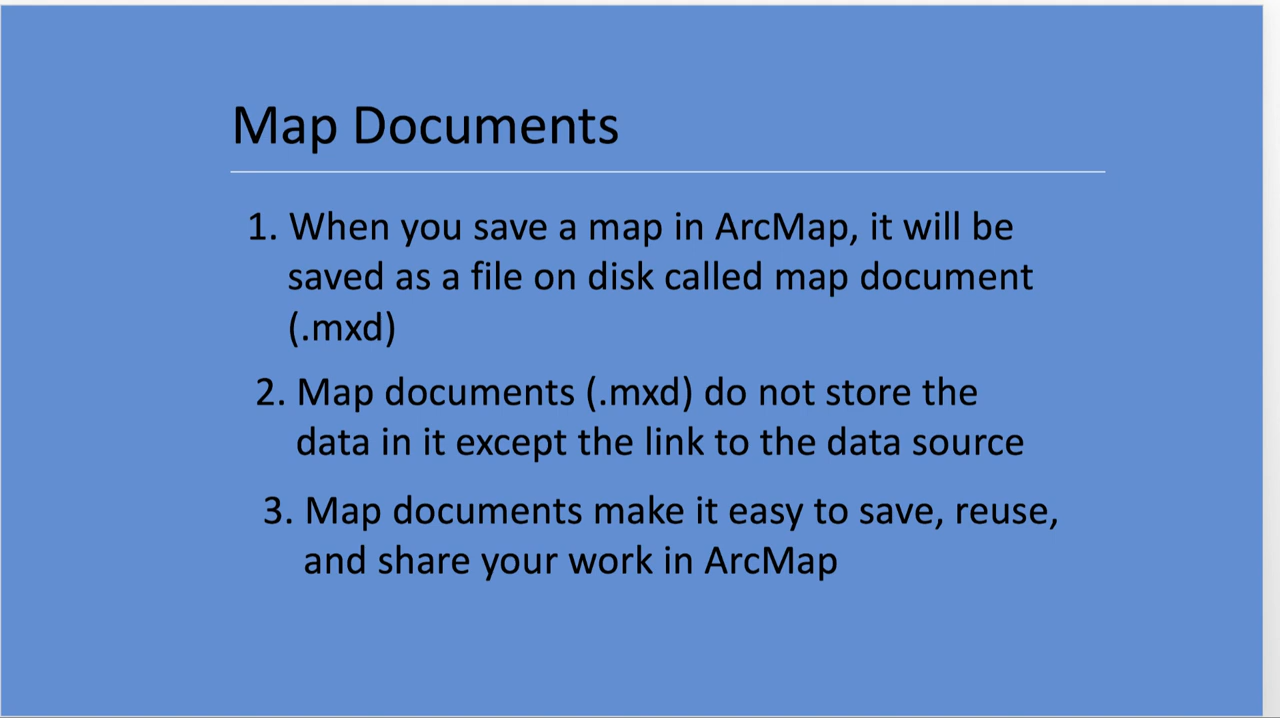 Map Documents
1. When you save a map in ArcMap, it will be
saved as a file on disk called map document
(.mxd)
2. Map documents (.mxd) do not store the
data in it except the link to the data source
3. Map documents make it easy to save, reuse,
and share your work in ArcMap